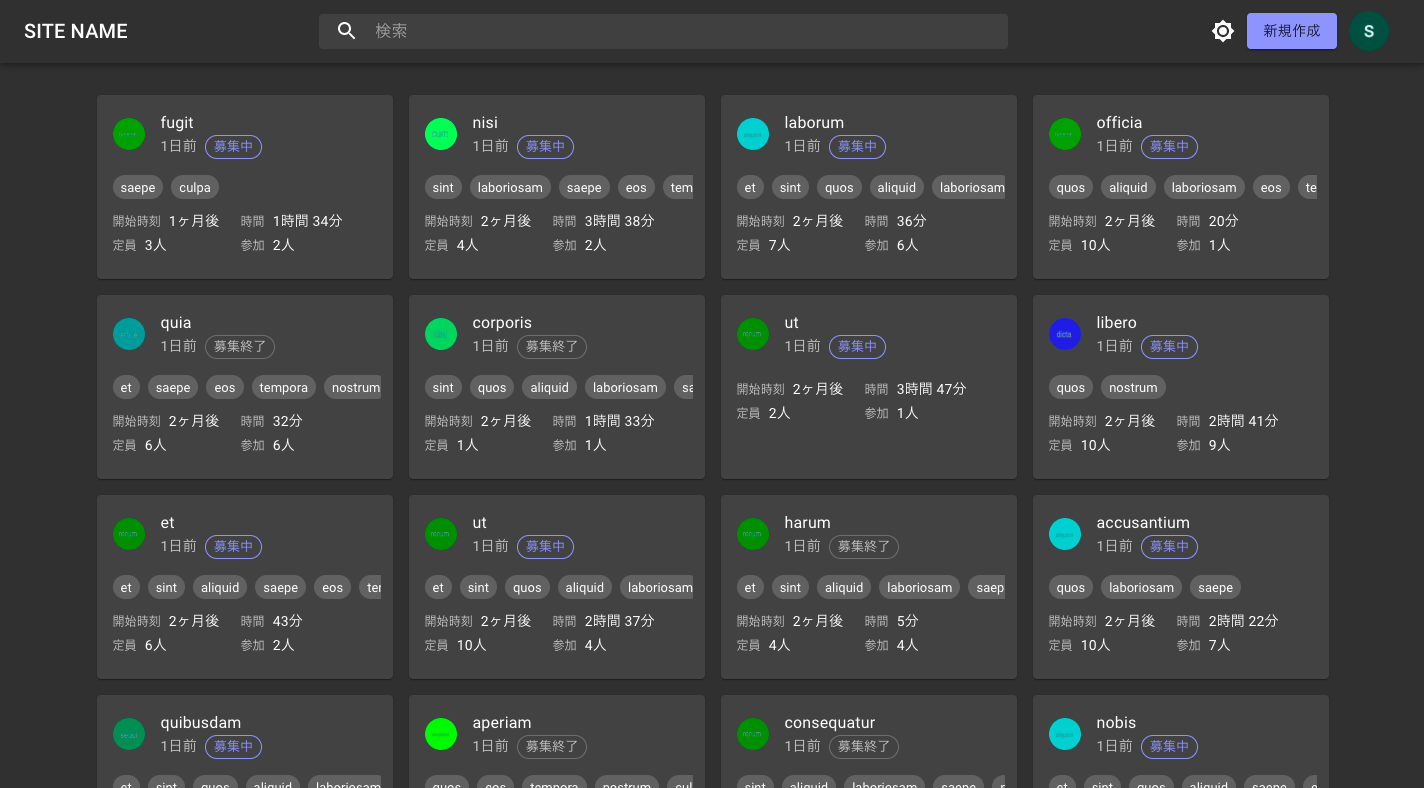 SITE NAME 検索 新規作成 S
fugit nisi laborum officia
1日前 募集中 1日前 募集中 1日前 募集中 1日前 募集中
saepe culpa sint laboriosam saepe eos tem et sint quos aliquid laboriosam quos aliquid laboriosam eos te
開始時刻 1ヶ月後 時間 1時間 34分 開始時刻 2ヶ月後 時間 3時間 38分 開始時刻 2ヶ月後 時間 36分 開始時刻 2ヶ月後 時間 20分
定員 3人 参加 2人 定員 4人 参加 2人 定員 7人 参加 6人 定員 10人 参加 1人
quia corporis ut libero
1日前 募集終了 1日前 募集終了 1日前 募集中 1日前 募集中
et saepe eos tempora nostrum sint quos aliquid laboriosam sa quos nostrum
開始時刻 2ヶ月後 時間 32分 開始時刻 2ヶ月後 時間 1時間 33分 開始時刻 2ヶ月後 時間 3時間 47分 開始時刻 2ヶ月後 時間 2時間 41分
定員 6人 参加 6人 定員 1人 参加 1人 定員 2人 参加 1人 定員 10人 参加 9人
et ut harum accusantium
1日前 募集中 1日前 募集中 1日前 募集終了 1日前 募集中
et sint aliquid saepe eos te et sint quos aliquid laboriosam et sint aliquid laboriosam saep quos laboriosam saepe
開始時刻 2ヶ月後 時間 43分 開始時刻 2ヶ月後 時間 2時間 37分 開始時刻 2ヶ月後 時間 5分 開始時刻 2ヶ月後 時間 2時間 22分
定員 6人 参加 2人 定員 10人 参加 4人 定員 4人 参加 4人 定員 10人 参加 7人
quibusdam aperiam consequatur nobis
1日前 募集中 1日前 募集終了 1日前 募集終了 1日前 募集中
et sint quos aliquid laboriosam quos eos tempora nostrum cul sint aliquid laboriosam saepe et sint quos aliquid saepe